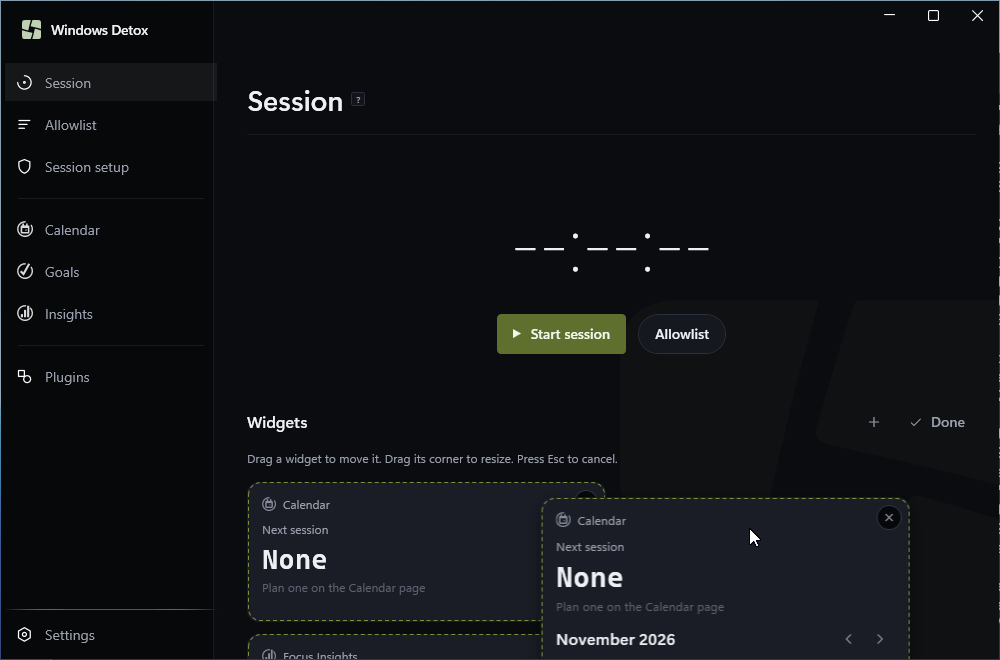 Windows Detox
Session
Allowlist
Session setup
Calendar
Goals
Insights
Plugins
Settings
Session ?
--:--:--
Start session
Allowlist
Widgets
+ Done
Drag a widget to move it. Drag its corner to resize. Press Esc to cancel.
Calendar
Next session
None
Plan one on the Calendar page
Focus Insights
Calendar
Next session
None
Plan one on the Calendar page
November 2026